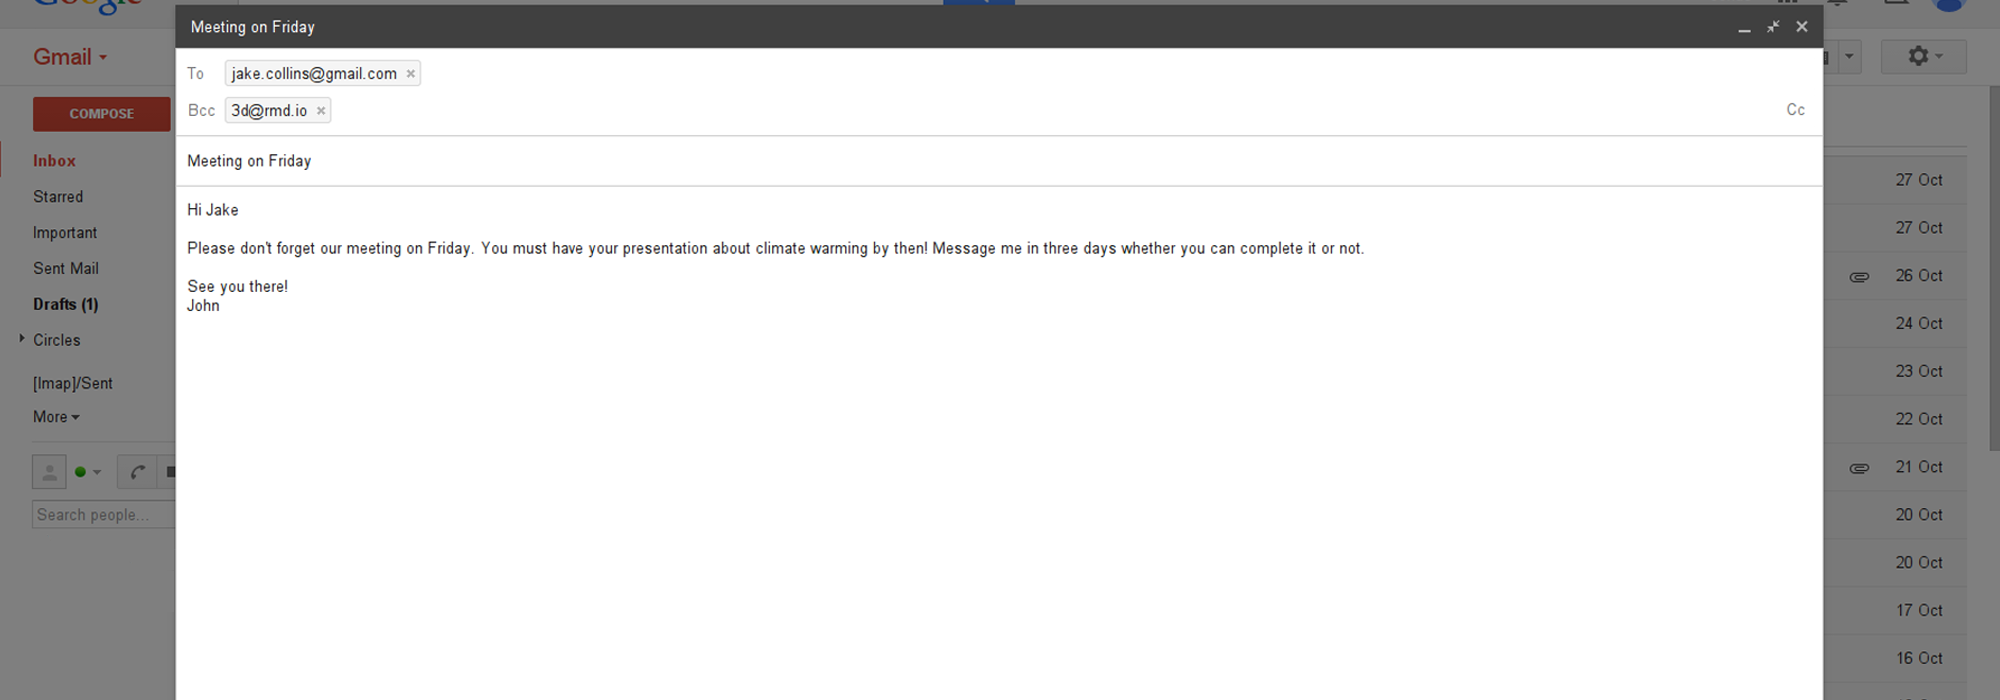 Google
Meeting on Friday
Gmail
To jake.collins@gmail.com
COMPOSE
Bcc 3d@rmd.io Cc
Inbox
Meeting on Friday
27 Oct
Starred
Hi Jake
Important
27 Oct
Please don't forget our meeting on Friday. You must have your presentation about climate warming by then! Message me in three days whether you can complete it or not.
Sent Mail
26 Oct
See you there!
Drafts (1)
John
24 Oct
Circles
23 Oct
[Imap]/Sent
More
22 Oct
21 Oct
Search people...
20 Oct
20 Oct
17 Oct
16 Oct